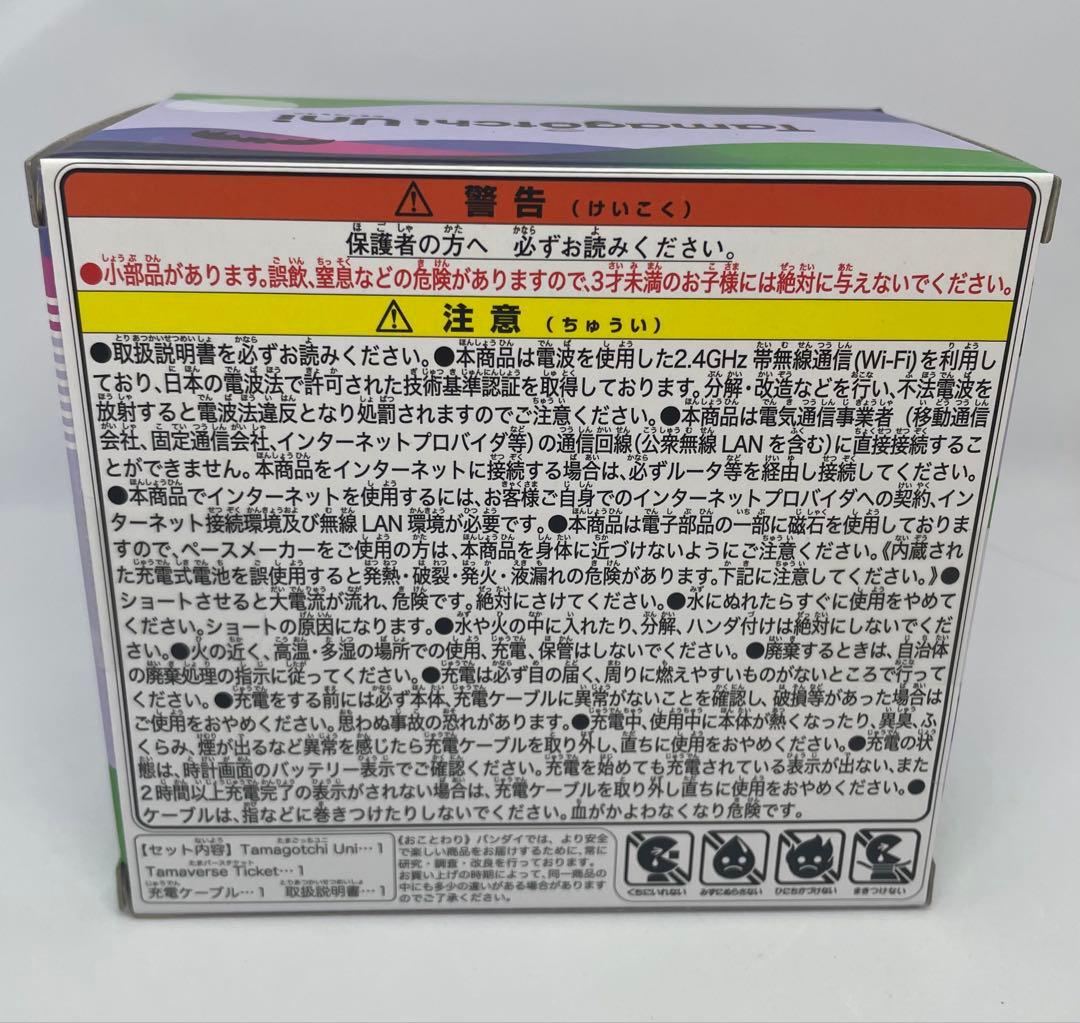 Tamagotchi Uni
⚠ 警告（けいこく）
保護者の方へ 必ずお読みください。
●小部品があります。誤飲、窒息などの危険がありますので、3才未満のお子様には絶対に与えないでください。
⚠ 注意（ちゅうい）
●取扱説明書を必ずお読みください。●本商品は電波を使用した2.4GHz 帯無線通信(Wi-Fi)を利用し
ており、日本の電波法で許可された技術基準認証を取得しております。分解・改造などを行い、不法電波を
放射すると電波法違反となり処罰されますのでご注意ください。●本商品は電気通信事業者（移動通信
会社、固定通信会社、インターネットプロバイダ等）の通信回線(公衆無線 LANを含む)に直接接続するこ
とができません。本商品をインターネットに接続する場合は、必ずルータ等を経由し接続してください。
●本商品でインターネットを使用するには、お客様ご自身でのインターネットプロバイダへの契約、イン
ターネット接続環境及び無線 LAN 環境が必要です。●本商品は電子部品の一部に磁石を使用しておりま
すので、ペースメーカーをご使用の方は、本商品を身体に近づけないようにご注意ください。《内蔵され
た充電式電池を誤使用すると発熱・破裂・発火・液漏れの危険があります。下記に注意してください。》●
ショートさせると大電流が流れ、危険です。絶対にさけてください。●水にぬれたらすぐに使用をやめて
ください。ショートの原因になります。●水や火の中に入れたり、分解、ハンダ付けは絶対にしないでくだ
さい。●火の近く、高温・多湿の場所での使用、充電、保管はしないでください。●廃棄するときは、自治体
の廃棄処理の指示に従ってください。●充電は必ず目の届く、周りに燃えやすいものがないところで行って
ください。●充電をする前には必ず本体、充電ケーブルに異常がないことを確認し、破損等があった場合は
ご使用をおやめください。思わぬ事故の恐れがあります。●充電中、使用中に本体が熱くなったり、異臭、ふ
くらみ、煙が出るなど異常を感じたら充電ケーブルを取り外し、直ちに使用をおやめください。●充電の状
態は、時計画面のバッテリー表示でご確認ください。充電を始めても充電されている表示が出ない、また
2時間以上充電完了の表示がされない場合は、充電ケーブルを取り外し直ちに使用をおやめください。●
ケーブルは、指などに巻きつけたりしないでください。血がかよわなくなり危険です。
【セット内容】Tamagotchi Uni…1
Tamaverse Ticket…1
充電ケーブル…1 取扱説明書…1
《おことわり》バンダイでは、より安全
で楽しい商品をお届けするために、常に
研究・調査・改良を行っております。
お買い上げの時期によって、同一商品の
中にも多少の違いがある場合があります
のでご了承ください。
くちにいれない
みずにぬらさない
ひにちかづけない
まきつけない